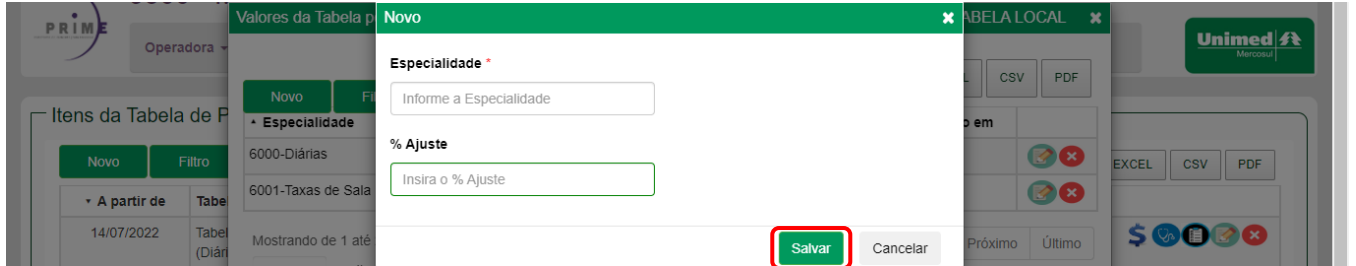 PRIME
Operadora
Unimed
Mercosul
Itens da Tabela de P
Novo
Filtro
EXCEL
CSV
PDF
A partir de
Tabe
14/07/2022
Tabel
(Diári
Valores da Tabela p
ABELA LOCAL
Novo
Fil
CSV
PDF
Especialidade
o em
6000-Diárias
6001-Taxas de Sala
Mostrando de 1 até
Próximo
Último
Novo
Especialidade *
Informe a Especialidade
% Ajuste
Insira o % Ajuste
Salvar
Cancelar